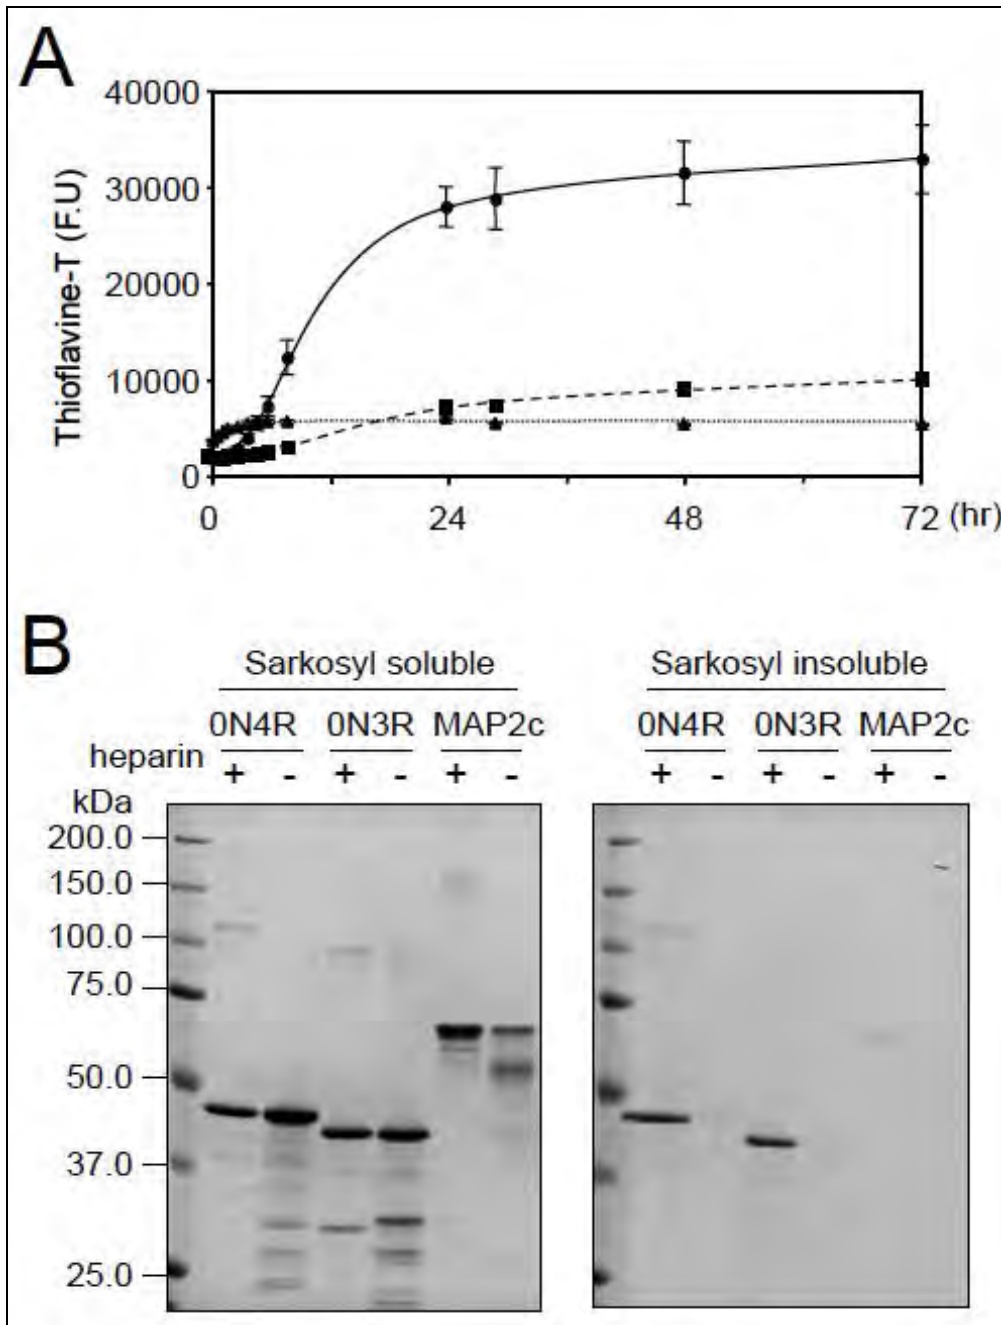 A
Thioflavine-T (F.U)
40000
30000
20000
10000
0
0 24 48 72 (hr)
B
Sarkosyl soluble Sarkosyl insoluble
0N4R 0N3R MAP2c 0N4R 0N3R MAP2c
heparin + - + - + - + - + - + -
kDa
200.0
150.0
100.0
75.0
50.0
37.0
25.0